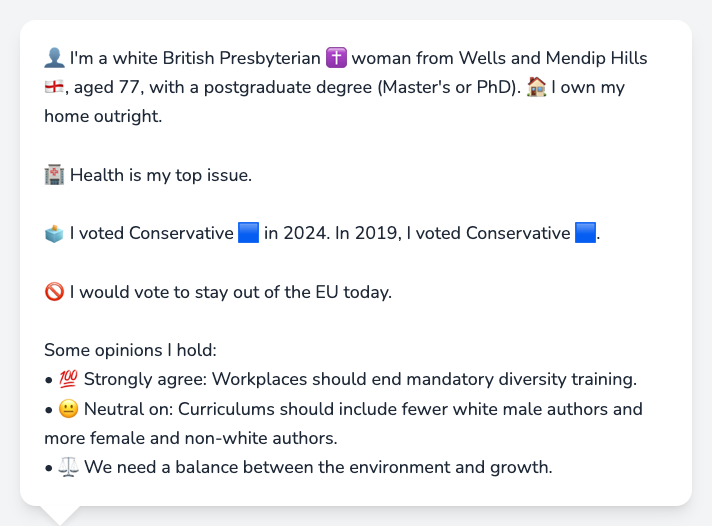 👤 I'm a white British Presbyterian ✝️ woman from Wells and Mendip Hills
🏴󠁧󠁢󠁥󠁮󠁧󠁿, aged 77, with a postgraduate degree (Master's or PhD). 🏠 I own my
home outright.
🏥 Health is my top issue.
🗳️ I voted Conservative 🟦 in 2024. In 2019, I voted Conservative 🟦.
🚫 I would vote to stay out of the EU today.
Some opinions I hold:
• 💯 Strongly agree: Workplaces should end mandatory diversity training.
• 😐 Neutral on: Curriculums should include fewer white male authors and
more female and non-white authors.
• ⚖️ We need a balance between the environment and growth.